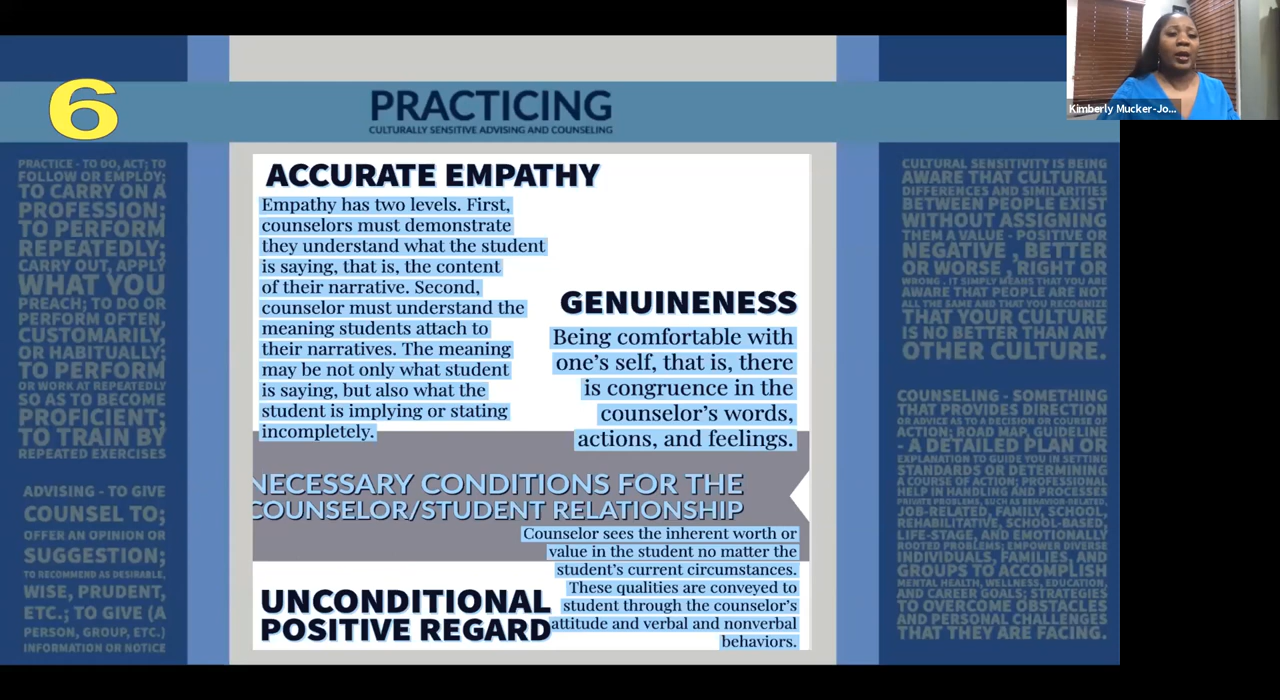 6
PRACTICING
CULTURALLY SENSITIVE ADVISING AND COUNSELING
Kimberly Mucker-Jo...
PRACTICE - TO DO, ACT; TO
FOLLOW OR EMPLOY;
TO CARRY ON A
PROFESSION;
TO PERFORM
REPEATEDLY;
CARRY OUT, APPLY
WHAT YOU
PREACH; TO DO OR
PERFORM OFTEN,
CUSTOMARILY,
OR HABITUALLY;
TO PERFORM
OR WORK AT REPEATEDLY
SO AS TO BECOME
PROFICIENT;
TO TRAIN BY
REPEATED EXERCISES
ADVISING - TO GIVE
COUNSEL TO;
OFFER AN OPINION OR
SUGGESTION;
TO RECOMMEND AS DESIRABLE,
WISE, PRUDENT,
ETC.; TO GIVE (A
PERSON, GROUP, ETC.)
INFORMATION OR NOTICE
ACCURATE EMPATHY
Empathy has two levels. First,
counselors must demonstrate
they understand what the student
is saying, that is, the content
of their narrative. Second,
counselor must understand the
meaning students attach to
their narratives. The meaning
may be not only what student
is saying, but also what the
student is implying or stating
incompletely.
GENUINENESS
Being comfortable with
one's self, that is, there
is congruence in the
counselor's words,
actions, and feelings.
NECESSARY CONDITIONS FOR THE
COUNSELOR/STUDENT RELATIONSHIP
UNCONDITIONAL
POSITIVE REGARD
Counselor sees the inherent worth or
value in the student no matter the
student's current circumstances.
These qualities are conveyed to
student through the counselor's
attitude and verbal and nonverbal
behaviors.
CULTURAL SENSITIVITY IS BEING
AWARE THAT CULTURAL
DIFFERENCES AND SIMILARITIES
BETWEEN PEOPLE EXIST
WITHOUT ASSIGNING
THEM A VALUE - POSITIVE OR
NEGATIVE , BETTER
OR WORSE , RIGHT OR
WRONG . IT SIMPLY MEANS THAT YOU ARE
AWARE THAT PEOPLE ARE NOT
ALL THE SAME AND THAT YOU RECOGNIZE
THAT YOUR CULTURE
IS NO BETTER THAN ANY
OTHER CULTURE.
COUNSELING - SOMETHING
THAT PROVIDES DIRECTION
OR ADVICE AS TO A DECISION OR COURSE OF
ACTION; ROAD MAP, GUIDELINE
- A DETAILED PLAN OR
EXPLANATION TO GUIDE YOU IN SETTING
STANDARDS OR DETERMINING
A COURSE OF ACTION; PROFESSIONAL
HELP IN HANDLING AND PROCESSES
PRIVATE PROBLEMS, SUCH AS BEHAVIOR-RELATED,
JOB-RELATED, FAMILY, SCHOOL,
REHABILITATIVE, SCHOOL-BASED,
LIFE-STAGE, AND EMOTIONALLY
ROOTED PROBLEMS; EMPOWER DIVERSE
INDIVIDUALS, FAMILIES, AND
GROUPS TO ACCOMPLISH
MENTAL HEALTH, WELLNESS, EDUCATION,
AND CAREER GOALS; STRATEGIES
TO OVERCOME OBSTACLES
AND PERSONAL CHALLENGES
THAT THEY ARE FACING.